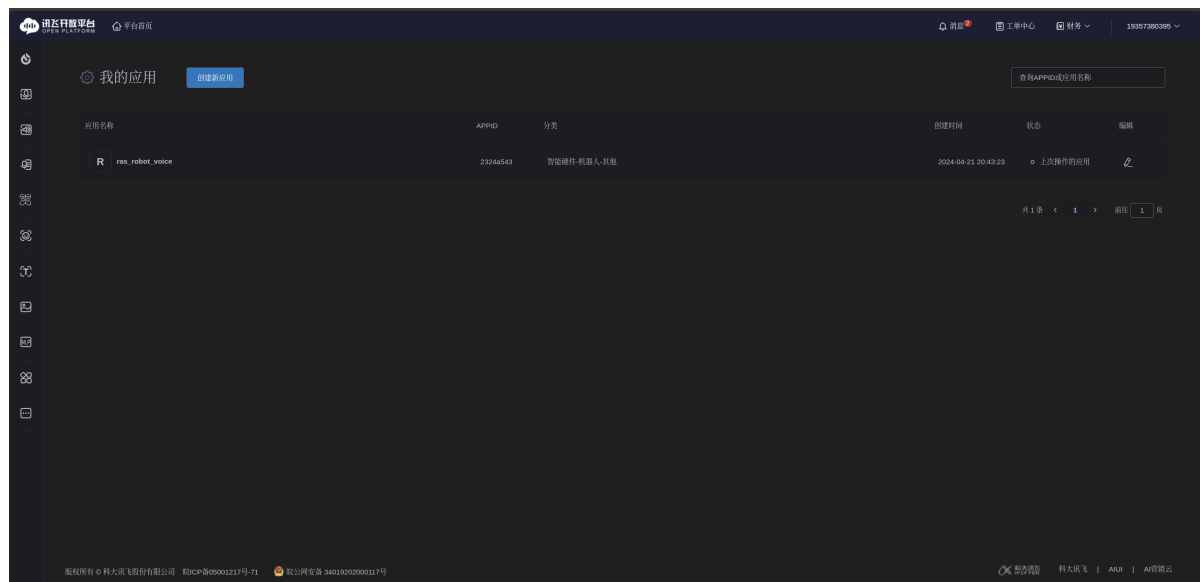 讯飞开放平台
OPEN PLATFORM
平台首页
消息 2
工单中心
财务
19357380395
我的应用
创建新应用
查询APPID或应用名称
应用名称 APPID 分类 创建时间 状态 编辑
R ras_robot_voice 2324a543 智能硬件-机器人-其他 2024-04-21 20:43:23 上次操作的应用
共 1 条 < 1 > 前往 1 页
NLP
版权所有 © 科大讯飞股份有限公司 皖ICP备05001217号-71 皖公网安备 34019202000117号
科大讯飞 iFLYTEK 科大讯飞 | AIUI | AI营销云